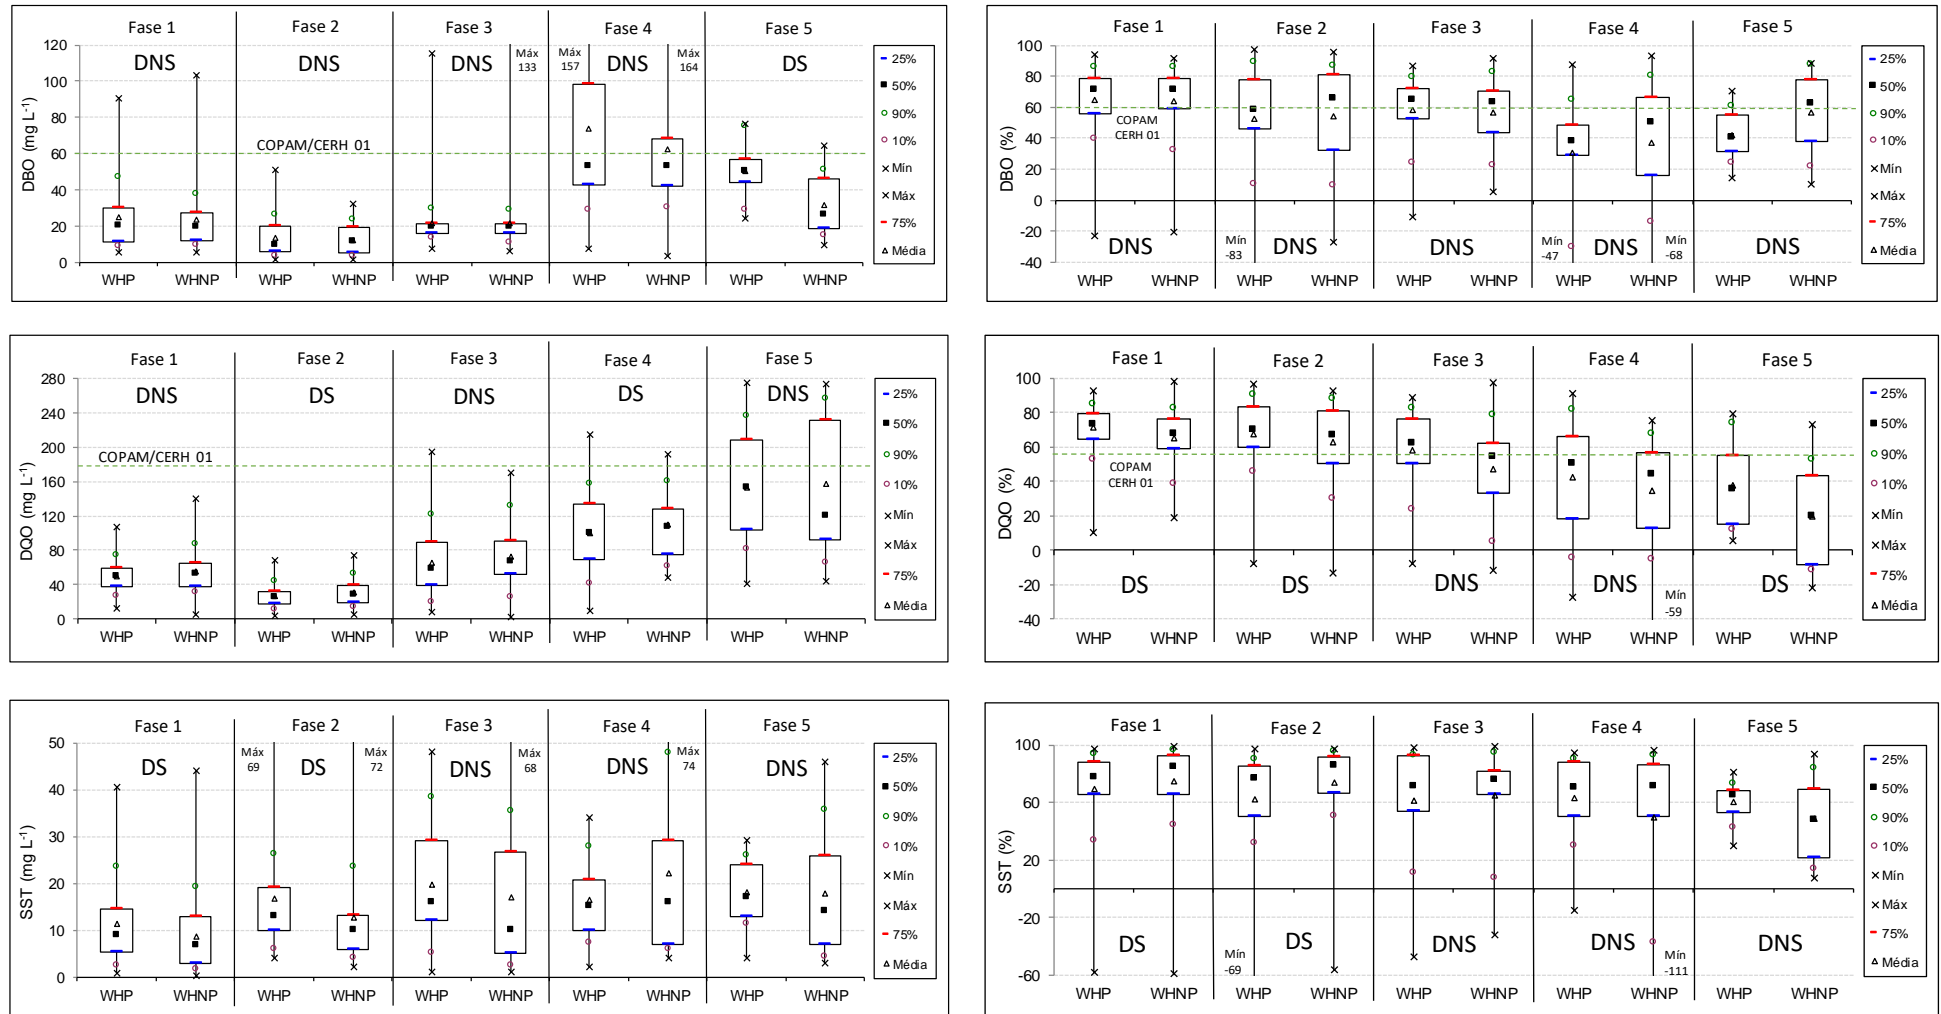 Fase 1 Fase 2 Fase 3 Fase 4 Fase 5
DBO (mg L-1)
120
100
80
60
40
20
0
DNS DNS DNS DNS DS
Máx
133
Máx
157
Máx
164
COPAM/CERH 01
WHP WHNP WHP WHNP WHP WHNP WHP WHNP WHP WHNP
25%
50%
90%
10%
Mín
Máx
75%
Média
Fase 1 Fase 2 Fase 3 Fase 4 Fase 5
DBO (%)
100
80
60
40
20
0
-20
-40
COPAM
CERH 01
DNS DNS DNS DNS DNS
Mín
-83
Mín
-47
Mín
-68
WHP WHNP WHP WHNP WHP WHNP WHP WHNP WHP WHNP
25%
50%
90%
10%
Mín
Máx
75%
Média
Fase 1 Fase 2 Fase 3 Fase 4 Fase 5
DQO (mg L-1)
280
240
200
160
120
80
40
0
DNS DS DNS DS DNS
COPAM/CERH 01
WHP WHNP WHP WHNP WHP WHNP WHP WHNP WHP WHNP
25%
50%
90%
10%
Mín
Máx
75%
Média
Fase 1 Fase 2 Fase 3 Fase 4 Fase 5
DQO (%)
100
80
60
40
20
0
-20
-40
COPAM
CERH 01
DS DS DNS DNS DS
Mín
-59
WHP WHNP WHP WHNP WHP WHNP WHP WHNP WHP WHNP
25%
50%
90%
10%
Mín
Máx
75%
Média
Fase 1 Fase 2 Fase 3 Fase 4 Fase 5
SST (mg L-1)
50
40
30
20
10
0
DS DS DNS DNS DNS
Máx
69
Máx
72
Máx
68
Máx
74
WHP WHNP WHP WHNP WHP WHNP WHP WHNP WHP WHNP
25%
50%
90%
10%
Mín
Máx
75%
Média
Fase 1 Fase 2 Fase 3 Fase 4 Fase 5
SST (%)
100
60
20
-20
-60
DS DS DNS DNS DNS
Mín
-69
Mín
-111
WHP WHNP WHP WHNP WHP WHNP WHP WHNP WHP WHNP
25%
50%
90%
10%
Mín
Máx
75%
Média